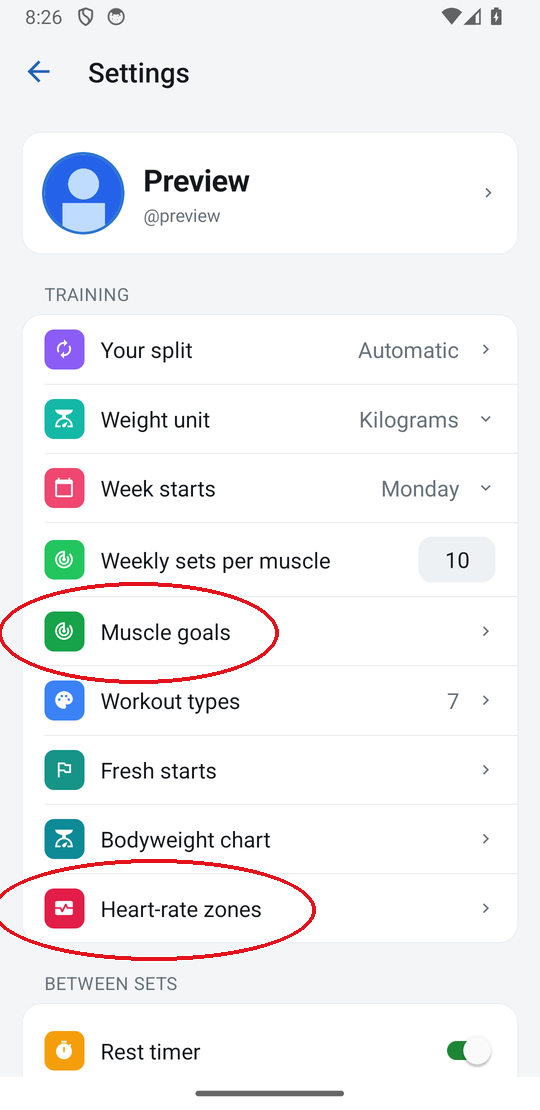 8:26
Settings
Preview
@preview
TRAINING
Your split Automatic
Weight unit Kilograms
Week starts Monday
Weekly sets per muscle 10
Muscle goals
Workout types 7
Fresh starts
Bodyweight chart
Heart-rate zones
BETWEEN SETS
Rest timer